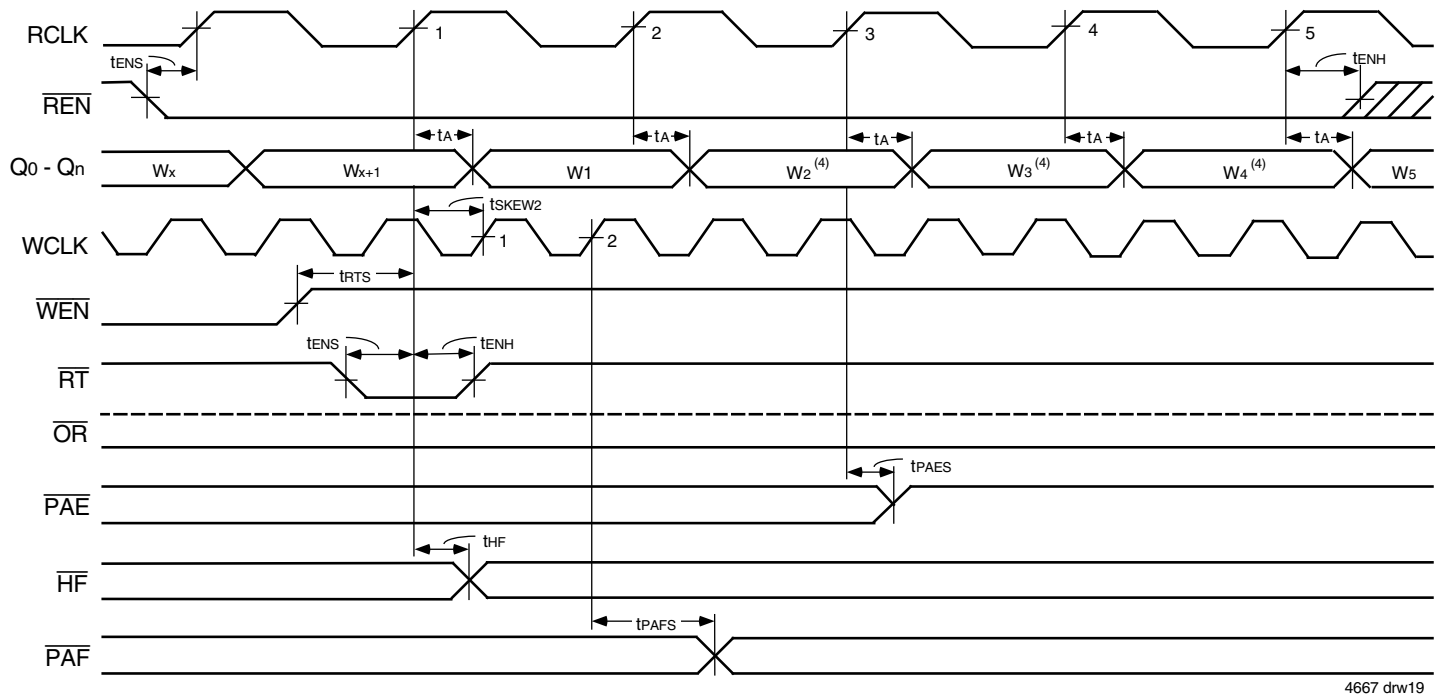 RCLK 1 2 3 4 5
tENS tENH
REN
tA tA tA tA tA
Q0 - Qn Wx Wx+1 W1 W2(4) W3(4) W4(4) W5
tSKEW2
WCLK 1 2
tRTS
WEN
tENS tENH
RT
OR
tPAES
PAE
tHF
HF
tPAFS
PAF
4667 drw19